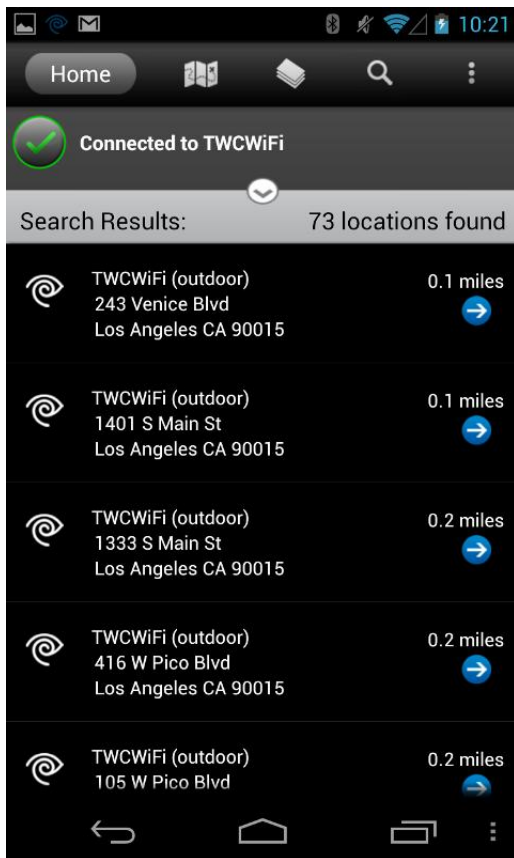 10:21
Home
Connected to TWCWiFi
Search Results: 73 locations found
TWCWiFi (outdoor) 0.1 miles
243 Venice Blvd
Los Angeles CA 90015
TWCWiFi (outdoor) 0.1 miles
1401 S Main St
Los Angeles CA 90015
TWCWiFi (outdoor) 0.2 miles
1333 S Main St
Los Angeles CA 90015
TWCWiFi (outdoor) 0.2 miles
416 W Pico Blvd
Los Angeles CA 90015
TWCWiFi (outdoor) 0.2 miles
105 W Pico Blvd